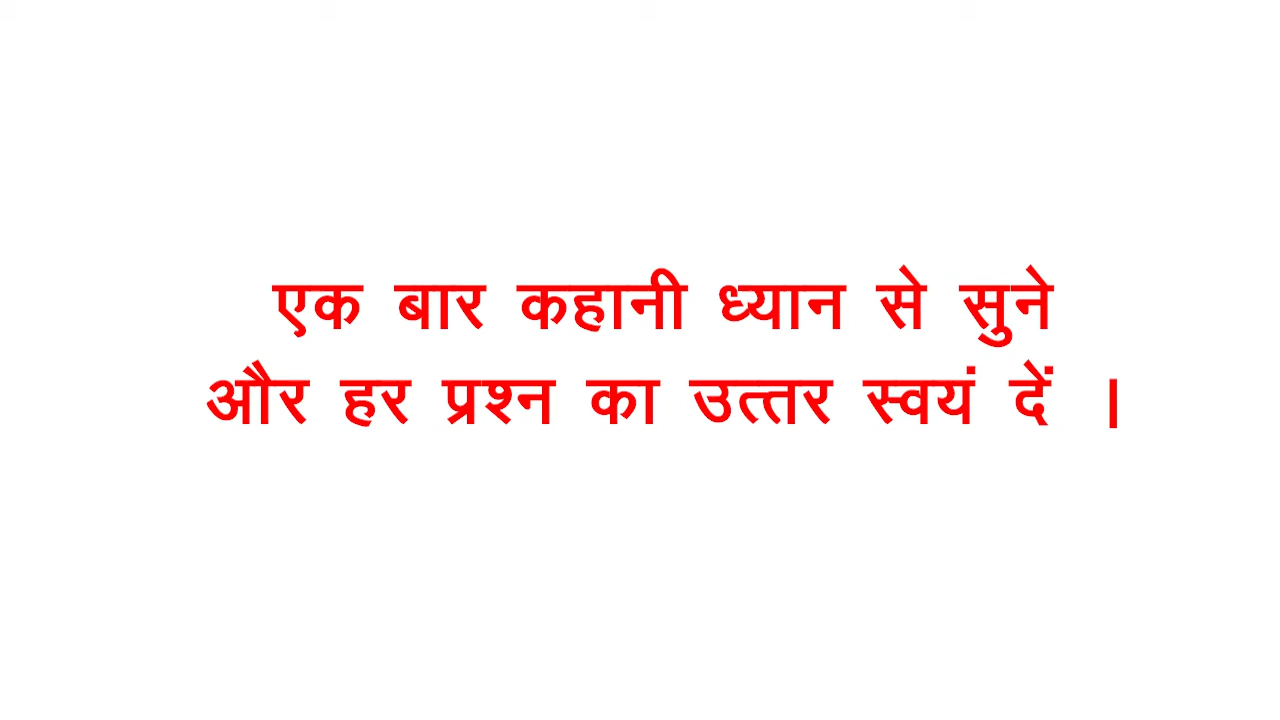 एक बार कहानी ध्यान से सुने
और हर प्रश्न का उत्तर स्वयं दें ।